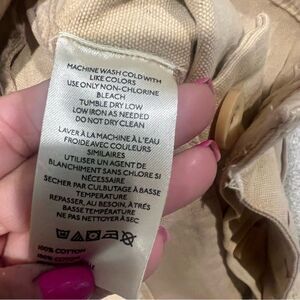 MACHINE WASH COLD WITH
LIKE COLORS
USE ONLY NON-CHLORINE
BLEACH
TUMBLE DRY LOW
LOW IRON AS NEEDED
DO NOT DRY CLEAN
LAVER À LA MACHINE À L'EAU
FROIDE AVEC COULEURS
SIMILAIRES
UTILISER UN AGENT DE
BLANCHIMENT SANS CHLORE SI
NÉCESSAIRE
SECHER PAR CULBUTAGE À BASSE
TEMPÉRATURE
REPASSER, AU BESOIN, À TRÈS
BASSE TEMPÉRATURE
NE PAS NETTOYER À SEC
100% COTTON
100%